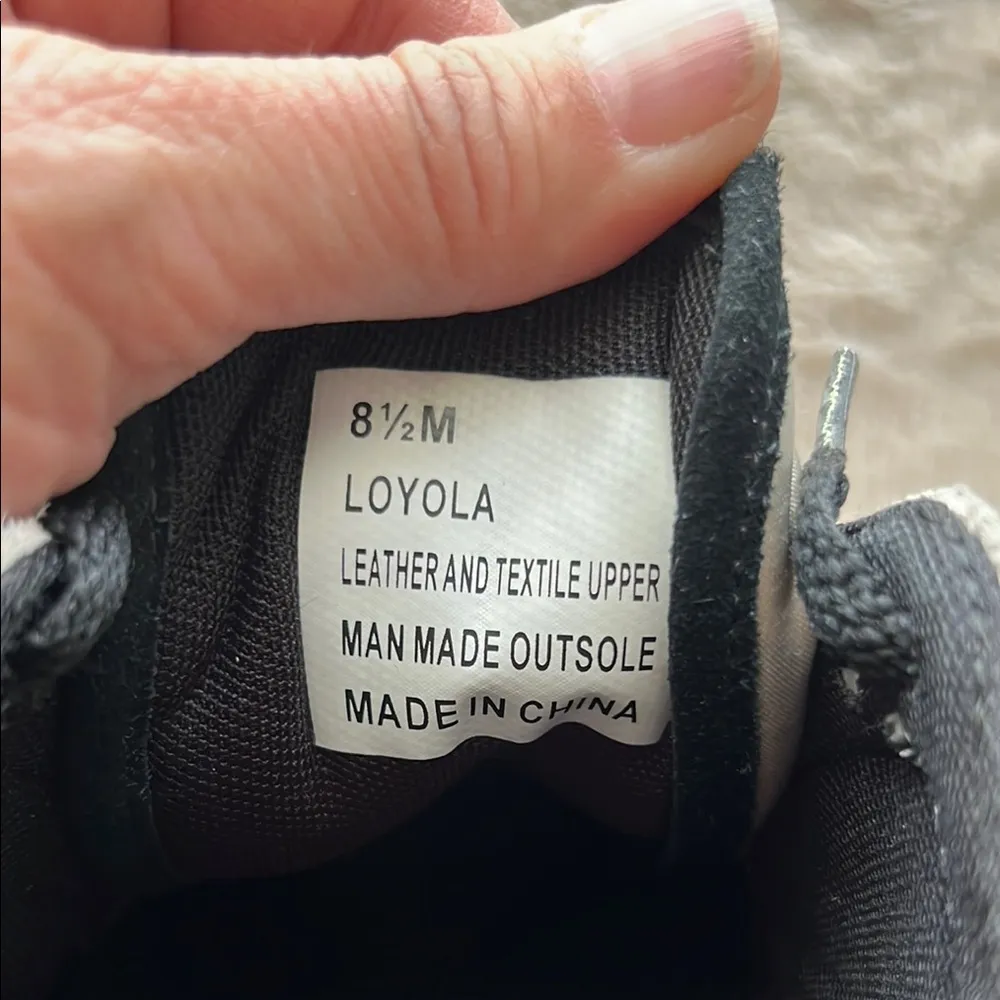 8½M
LOYOLA
LEATHER AND TEXTILE UPPER
MAN MADE OUTSOLE
MADE IN CHINA